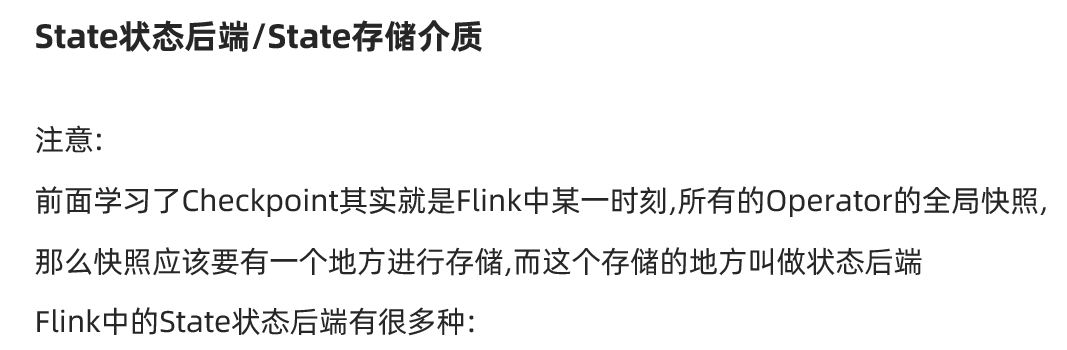 State状态后端/State存储介质
注意:
前面学习了Checkpoint其实就是Flink中某一时刻,所有的Operator的全局快照,
那么快照应该要有一个地方进行存储,而这个存储的地方叫做状态后端
Flink中的State状态后端有很多种: